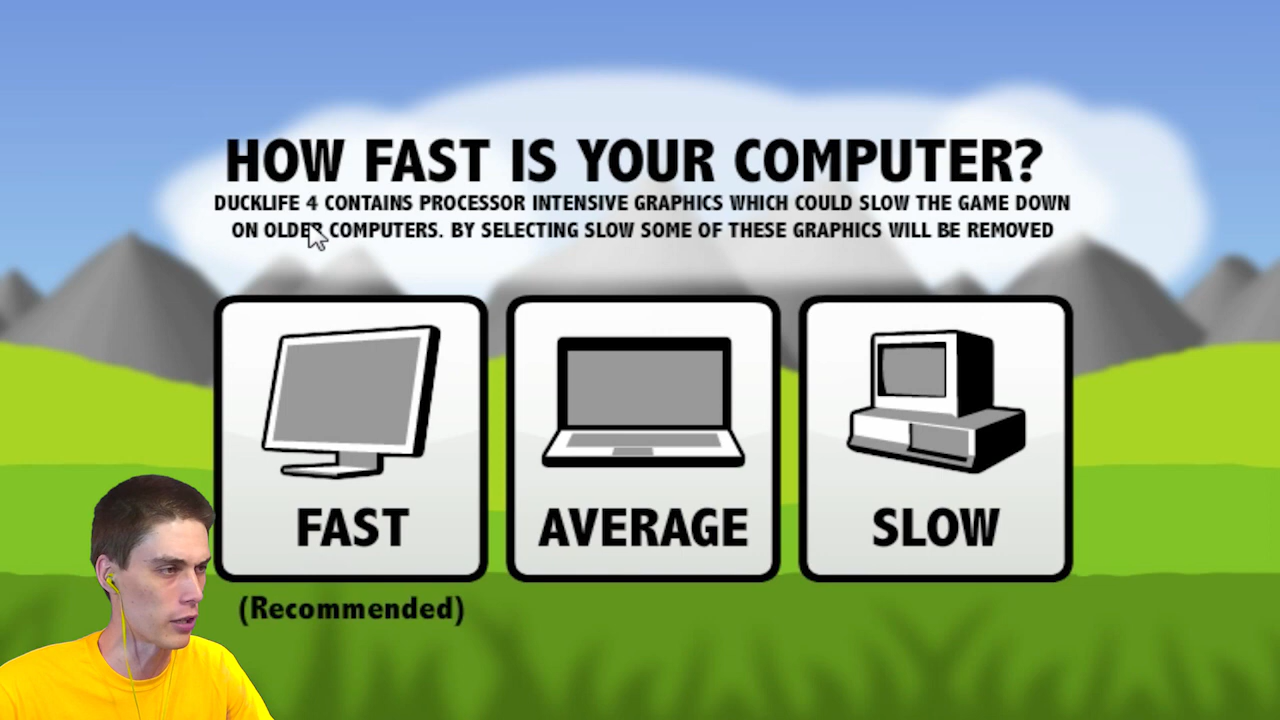 HOW FAST IS YOUR COMPUTER?
DUCKLIFE 4 CONTAINS PROCESSOR INTENSIVE GRAPHICS WHICH COULD SLOW THE GAME DOWN
ON OLDER COMPUTERS. BY SELECTING SLOW SOME OF THESE GRAPHICS WILL BE REMOVED
FAST
AVERAGE
SLOW
(Recommended)